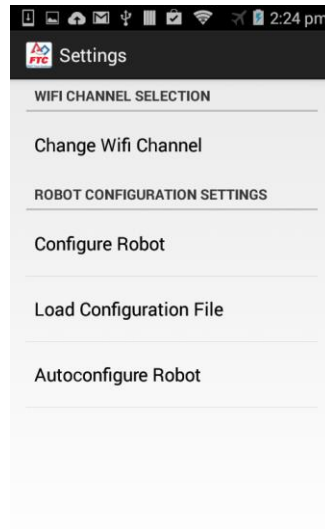 2:24 pm
FTC Settings
WIFI CHANNEL SELECTION
Change Wifi Channel
ROBOT CONFIGURATION SETTINGS
Configure Robot
Load Configuration File
Autoconfigure Robot